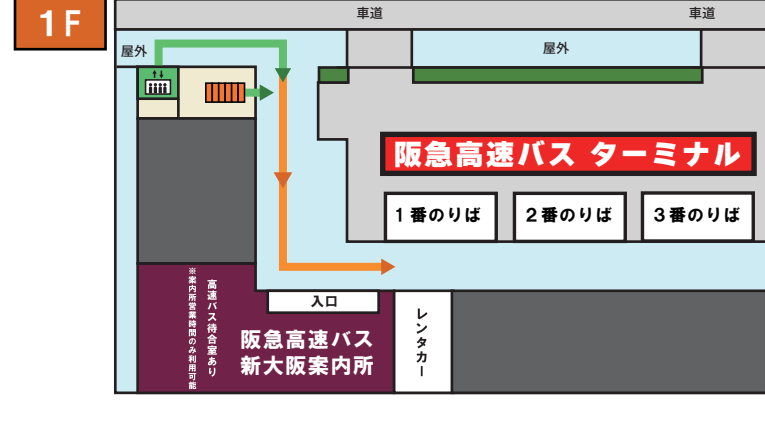 1F
車道
車道
屋外
屋外
阪急高速バス ターミナル
1番のりば
2番のりば
3番のりば
入口
高速バス待合室あり
※案内所営業時間のみ利用可能
阪急高速バス
新大阪案内所
レンタカー